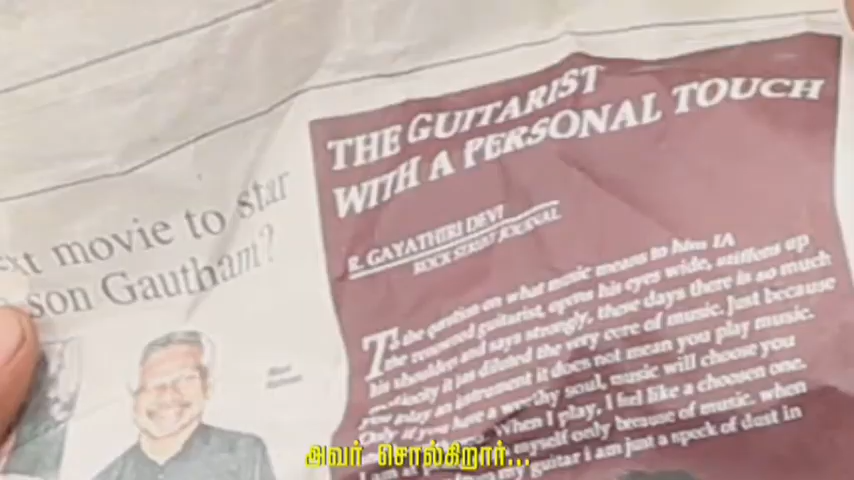 xt movie to star
son Gautham?
THE GUITARIST
WITH A PERSONAL TOUCH
R. GAYATHIRI DEVI
ROCK STREET JOURNAL
To the question on what music means to him IA
the renowned guitarist, opens his eyes wide, stiffens up
his shoulders and says strongly, these days there is so much
mediocity it has diluted the very core of music. Just because
you play an instrument it does not mean you play music.
Only if you have a worthy soul, music will choose you
When I play, I feel like a choosen one.
I am at myself only because of music. when
my guitar i am just a speck of dust in
அவர் சொல்கிறார்...